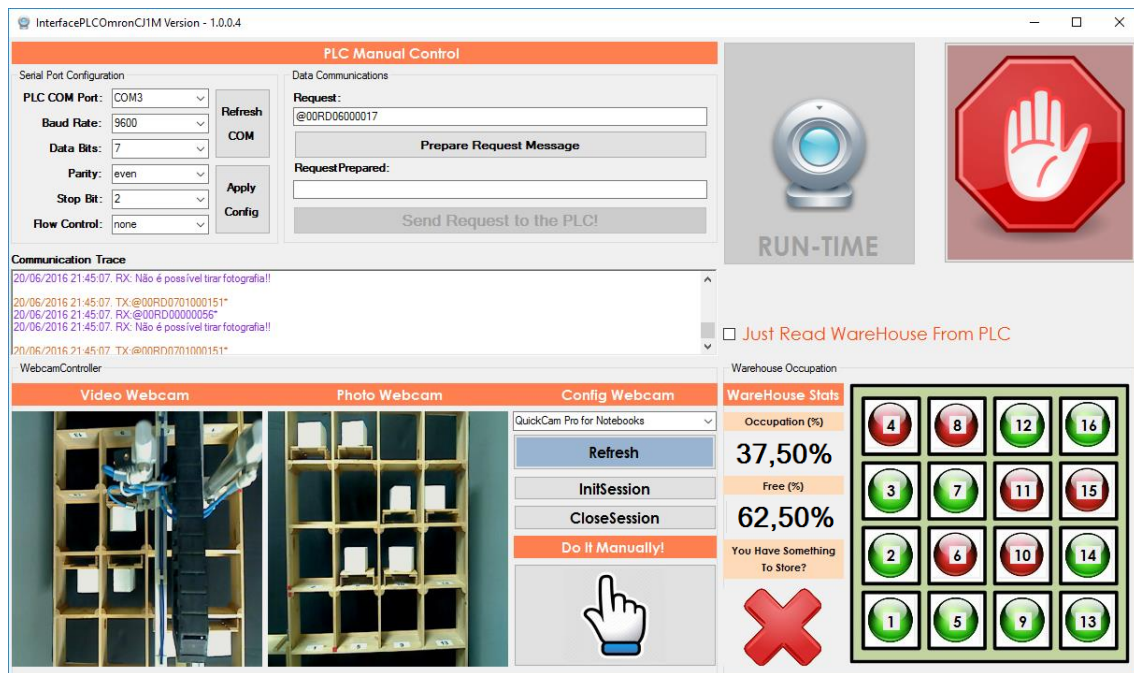 InterfacePLCOmronCJ1M Version - 1.0.0.4
PLC Manual Control
Serial Port Configuration
PLC COM Port:
COM3
Baud Rate:
9600
Data Bits:
7
Parity:
even
Stop Bit:
2
Flow Control:
none
Refresh
COM
Apply
Config
Data Communications
Request:
@00RD06000017
Prepare Request Message
RequestPrepared:
Send Request to the PLC!
RUN-TIME
Communication Trace
20/06/2016 21:45:07. RX: Não é possível tirar fotografia!!
20/06/2016 21:45:07. TX:@00RD0701000151*
20/06/2016 21:45:07. RX:@00RD00000056*
20/06/2016 21:45:07. RX: Não é possível tirar fotografia!!
20/06/2016 21:45:07. TX:@00RD0701000151*
Just Read WareHouse From PLC
WebcamController
Video Webcam
Photo Webcam
Config Webcam
QuickCam Pro for Notebooks
Refresh
InitSession
CloseSession
Do It Manually!
Warehouse Occupation
WareHouse Stats
Occupation (%)
37,50%
Free (%)
62,50%
You Have Something
To Store?
4 8 12 16
3 7 11 15
2 6 10 14
1 5 9 13